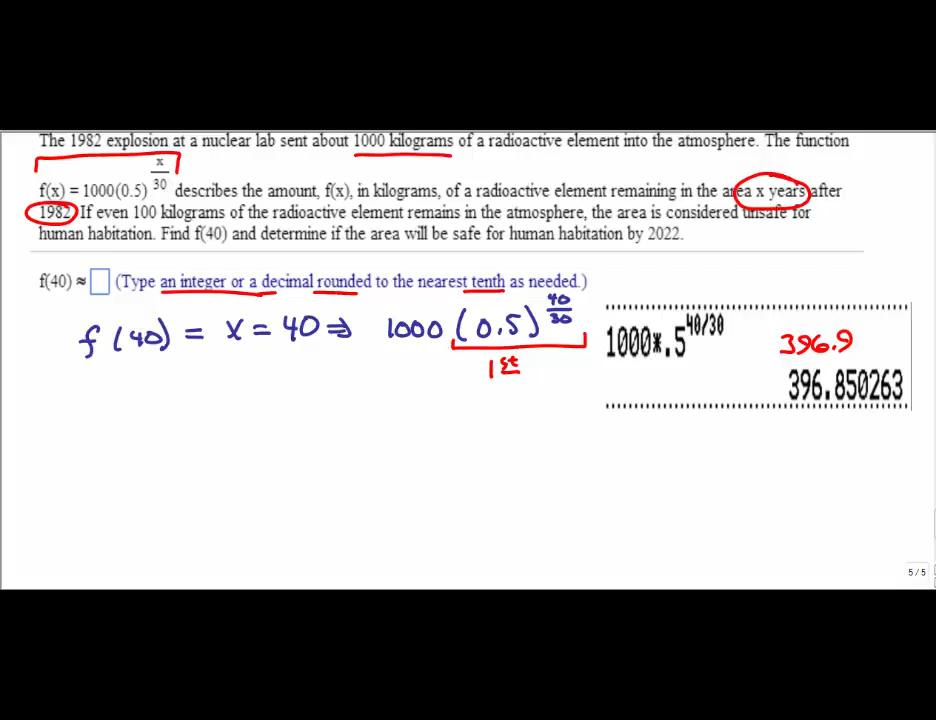 The 1982 explosion at a nuclear lab sent about 1000 kilograms of a radioactive element into the atmosphere. The function
f(x) = 1000(0.5)^(x/30) describes the amount, f(x), in kilograms, of a radioactive element remaining in the area x years after
1982. If even 100 kilograms of the radioactive element remains in the atmosphere, the area is considered unsafe for
human habitation. Find f(40) and determine if the area will be safe for human habitation by 2022.
f(40) ≈ (Type an integer or a decimal rounded to the nearest tenth as needed.)
f(40) = x = 40 ⇒ 1000 (0.5)^(40/30)
1st
1000*.5^40/30
396.9
396.850263
5 / 5